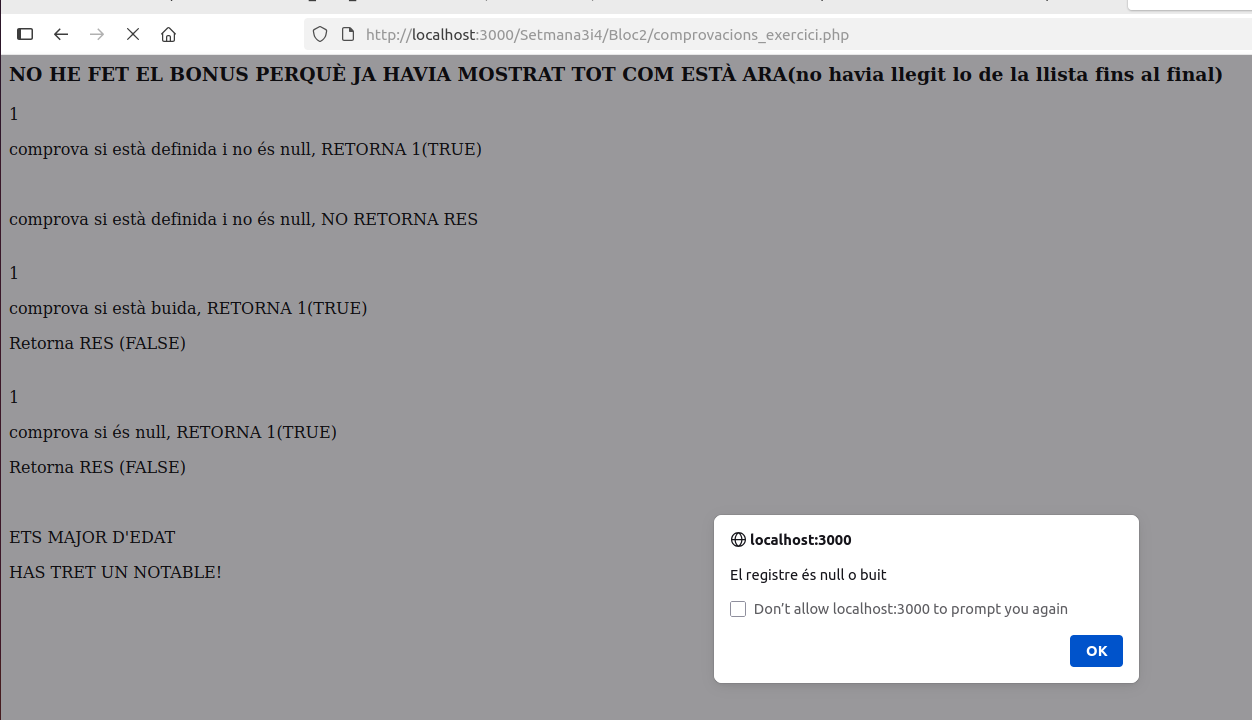 http://localhost:3000/Setmana3i4/Bloc2/comprovacions_exercici.php
NO HE FET EL BONUS PERQUÈ JA HAVIA MOSTRAT TOT COM ESTÀ ARA(no havia llegit lo de la llista fins al final)
1
comprova si està definida i no és null, RETORNA 1(TRUE)
comprova si està definida i no és null, NO RETORNA RES
1
comprova si està buida, RETORNA 1(TRUE)
Retorna RES (FALSE)
1
comprova si és null, RETORNA 1(TRUE)
Retorna RES (FALSE)
ETS MAJOR D'EDAT
HAS TRET UN NOTABLE!
localhost:3000
El registre és null o buit
Don't allow localhost:3000 to prompt you again
OK